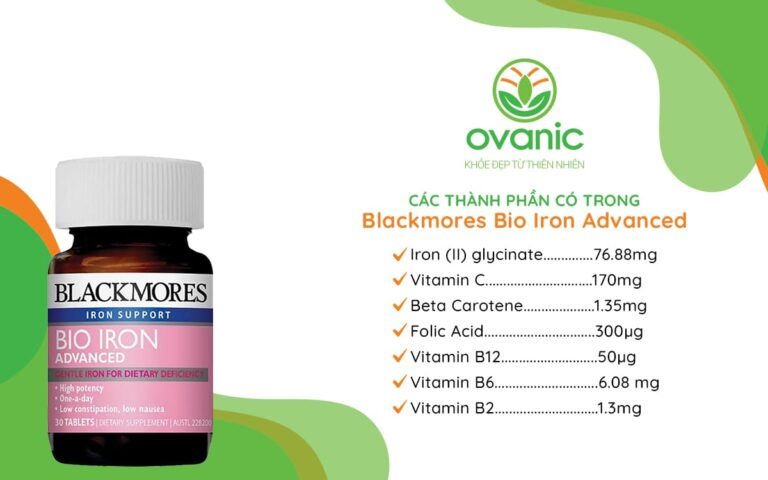 ovanic
KHỎE ĐẸP TỪ THIÊN NHIÊN
CÁC THÀNH PHẦN CÓ TRONG
Blackmores Bio Iron Advanced
Iron (II) glycinate.............76.88mg
Vitamin C............................170mg
Beta Carotene..................1.35mg
Folic Acid.............................300µg
Vitamin B12.........................50µg
Vitamin B6...........................6.08 mg
Vitamin B2..........................1.3mg
BLACKMORES
IRON SUPPORT
BIO IRON
ADVANCED
GENTLE IRON FOR DIETARY DEFICIENCY
• High potency
• One-a-day
• Low constipation, low nausea
30 TABLETS | DIETARY SUPPLEMENT | AUSTL 228200